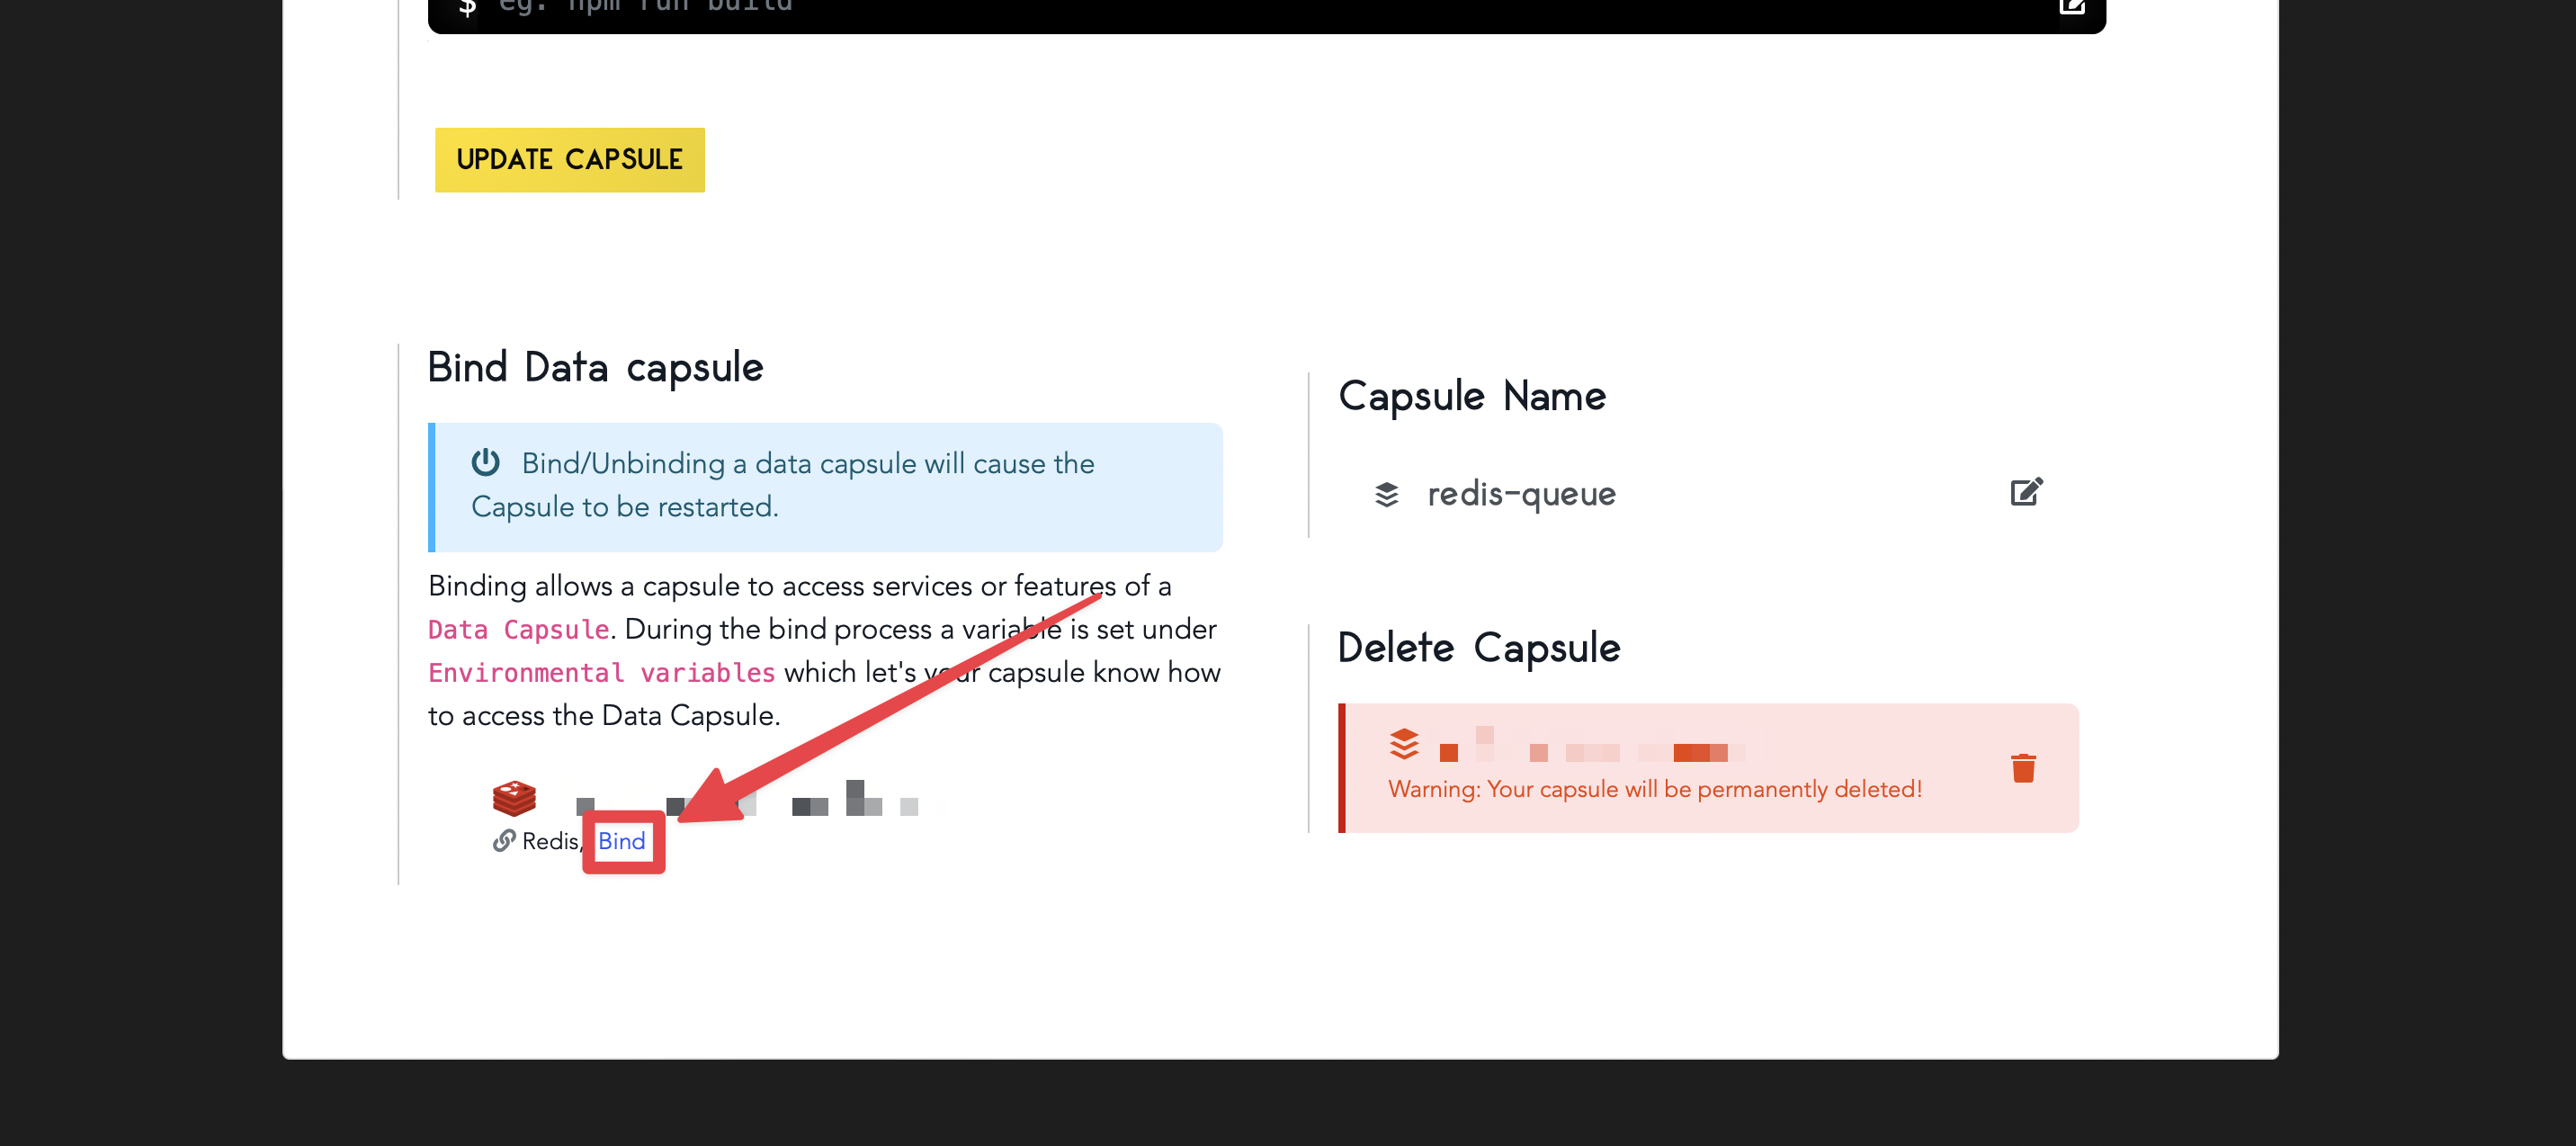 $ eg. npm run build
UPDATE CAPSULE
Bind Data capsule
Bind/Unbinding a data capsule will cause the
Capsule to be restarted.
Binding allows a capsule to access services or features of a
Data Capsule. During the bind process a variable is set under
Environmental variables which let's your capsule know how
to access the Data Capsule.
Redis, Bind
Capsule Name
redis-queue
Delete Capsule
Warning: Your capsule will be permanently deleted!